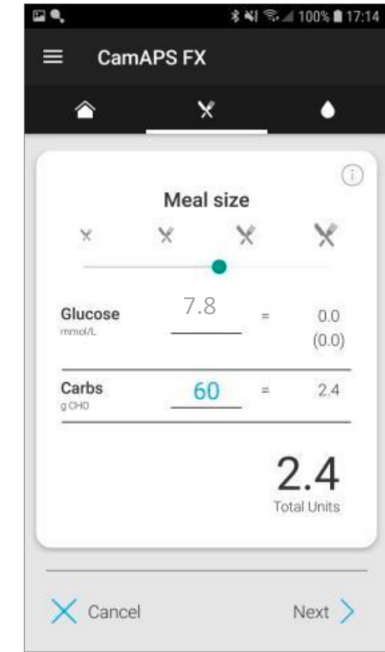 100% 17:14
CamAPS FX
Meal size
Glucose 7.8 = 0.0
mmol/L (0.0)
Carbs 60 = 2.4
g CHO
2.4
Total Units
Cancel Next